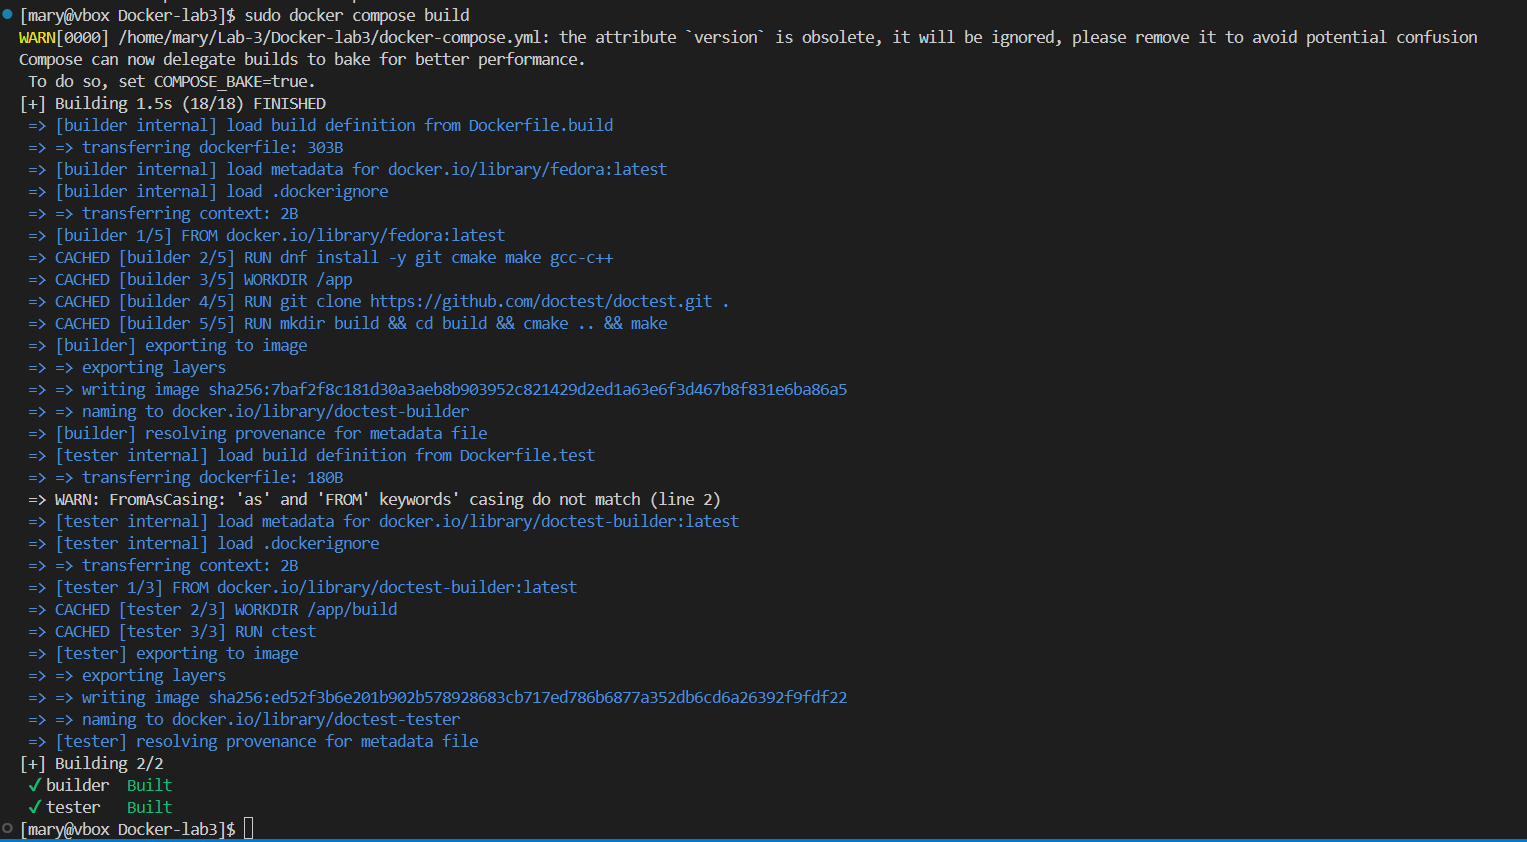 [mary@vbox Docker-lab3]$ sudo docker compose build
WARN[0000] /home/mary/Lab-3/Docker-lab3/docker-compose.yml: the attribute `version` is obsolete, it will be ignored, please remove it to avoid potential confusion
Compose can now delegate builds to bake for better performance.
 To do so, set COMPOSE_BAKE=true.
[+] Building 1.5s (18/18) FINISHED
 => [builder internal] load build definition from Dockerfile.build
 => => transferring dockerfile: 303B
 => [builder internal] load metadata for docker.io/library/fedora:latest
 => [builder internal] load .dockerignore
 => => transferring context: 2B
 => [builder 1/5] FROM docker.io/library/fedora:latest
 => CACHED [builder 2/5] RUN dnf install -y git cmake make gcc-c++
 => CACHED [builder 3/5] WORKDIR /app
 => CACHED [builder 4/5] RUN git clone https://github.com/doctest/doctest.git .
 => CACHED [builder 5/5] RUN mkdir build && cd build && cmake .. && make
 => [builder] exporting to image
 => => exporting layers
 => => writing image sha256:7baf2f8c181d30a3aeb8b903952c821429d2ed1a63e6f3d467b8f831e6ba86a5
 => => naming to docker.io/library/doctest-builder
 => [builder] resolving provenance for metadata file
 => [tester internal] load build definition from Dockerfile.test
 => => transferring dockerfile: 180B
 => WARN: FromAsCasing: 'as' and 'FROM' keywords' casing do not match (line 2)
 => [tester internal] load metadata for docker.io/library/doctest-builder:latest
 => [tester internal] load .dockerignore
 => => transferring context: 2B
 => [tester 1/3] FROM docker.io/library/doctest-builder:latest
 => CACHED [tester 2/3] WORKDIR /app/build
 => CACHED [tester 3/3] RUN ctest
 => [tester] exporting to image
 => => exporting layers
 => => writing image sha256:ed52f3b6e201b902b578928683cb717ed786b6877a352db6cd6a26392f9fdf22
 => => naming to docker.io/library/doctest-tester
 => [tester] resolving provenance for metadata file
[+] Building 2/2
 ✓ builder  Built
 ✓ tester   Built
[mary@vbox Docker-lab3]$